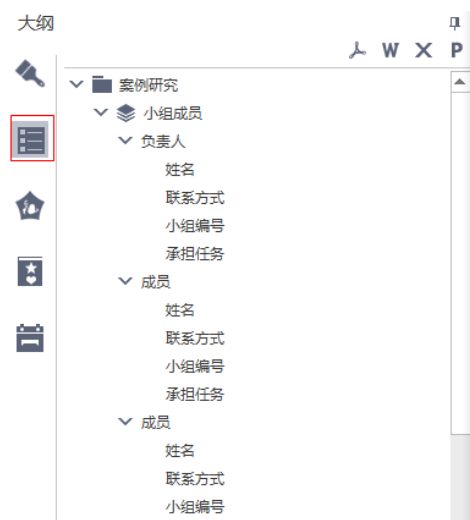 大纲
W X P
案例研究
小组成员
负责人
姓名
联系方式
小组编号
承担任务
成员
姓名
联系方式
小组编号
承担任务
成员
姓名
联系方式
小组编号